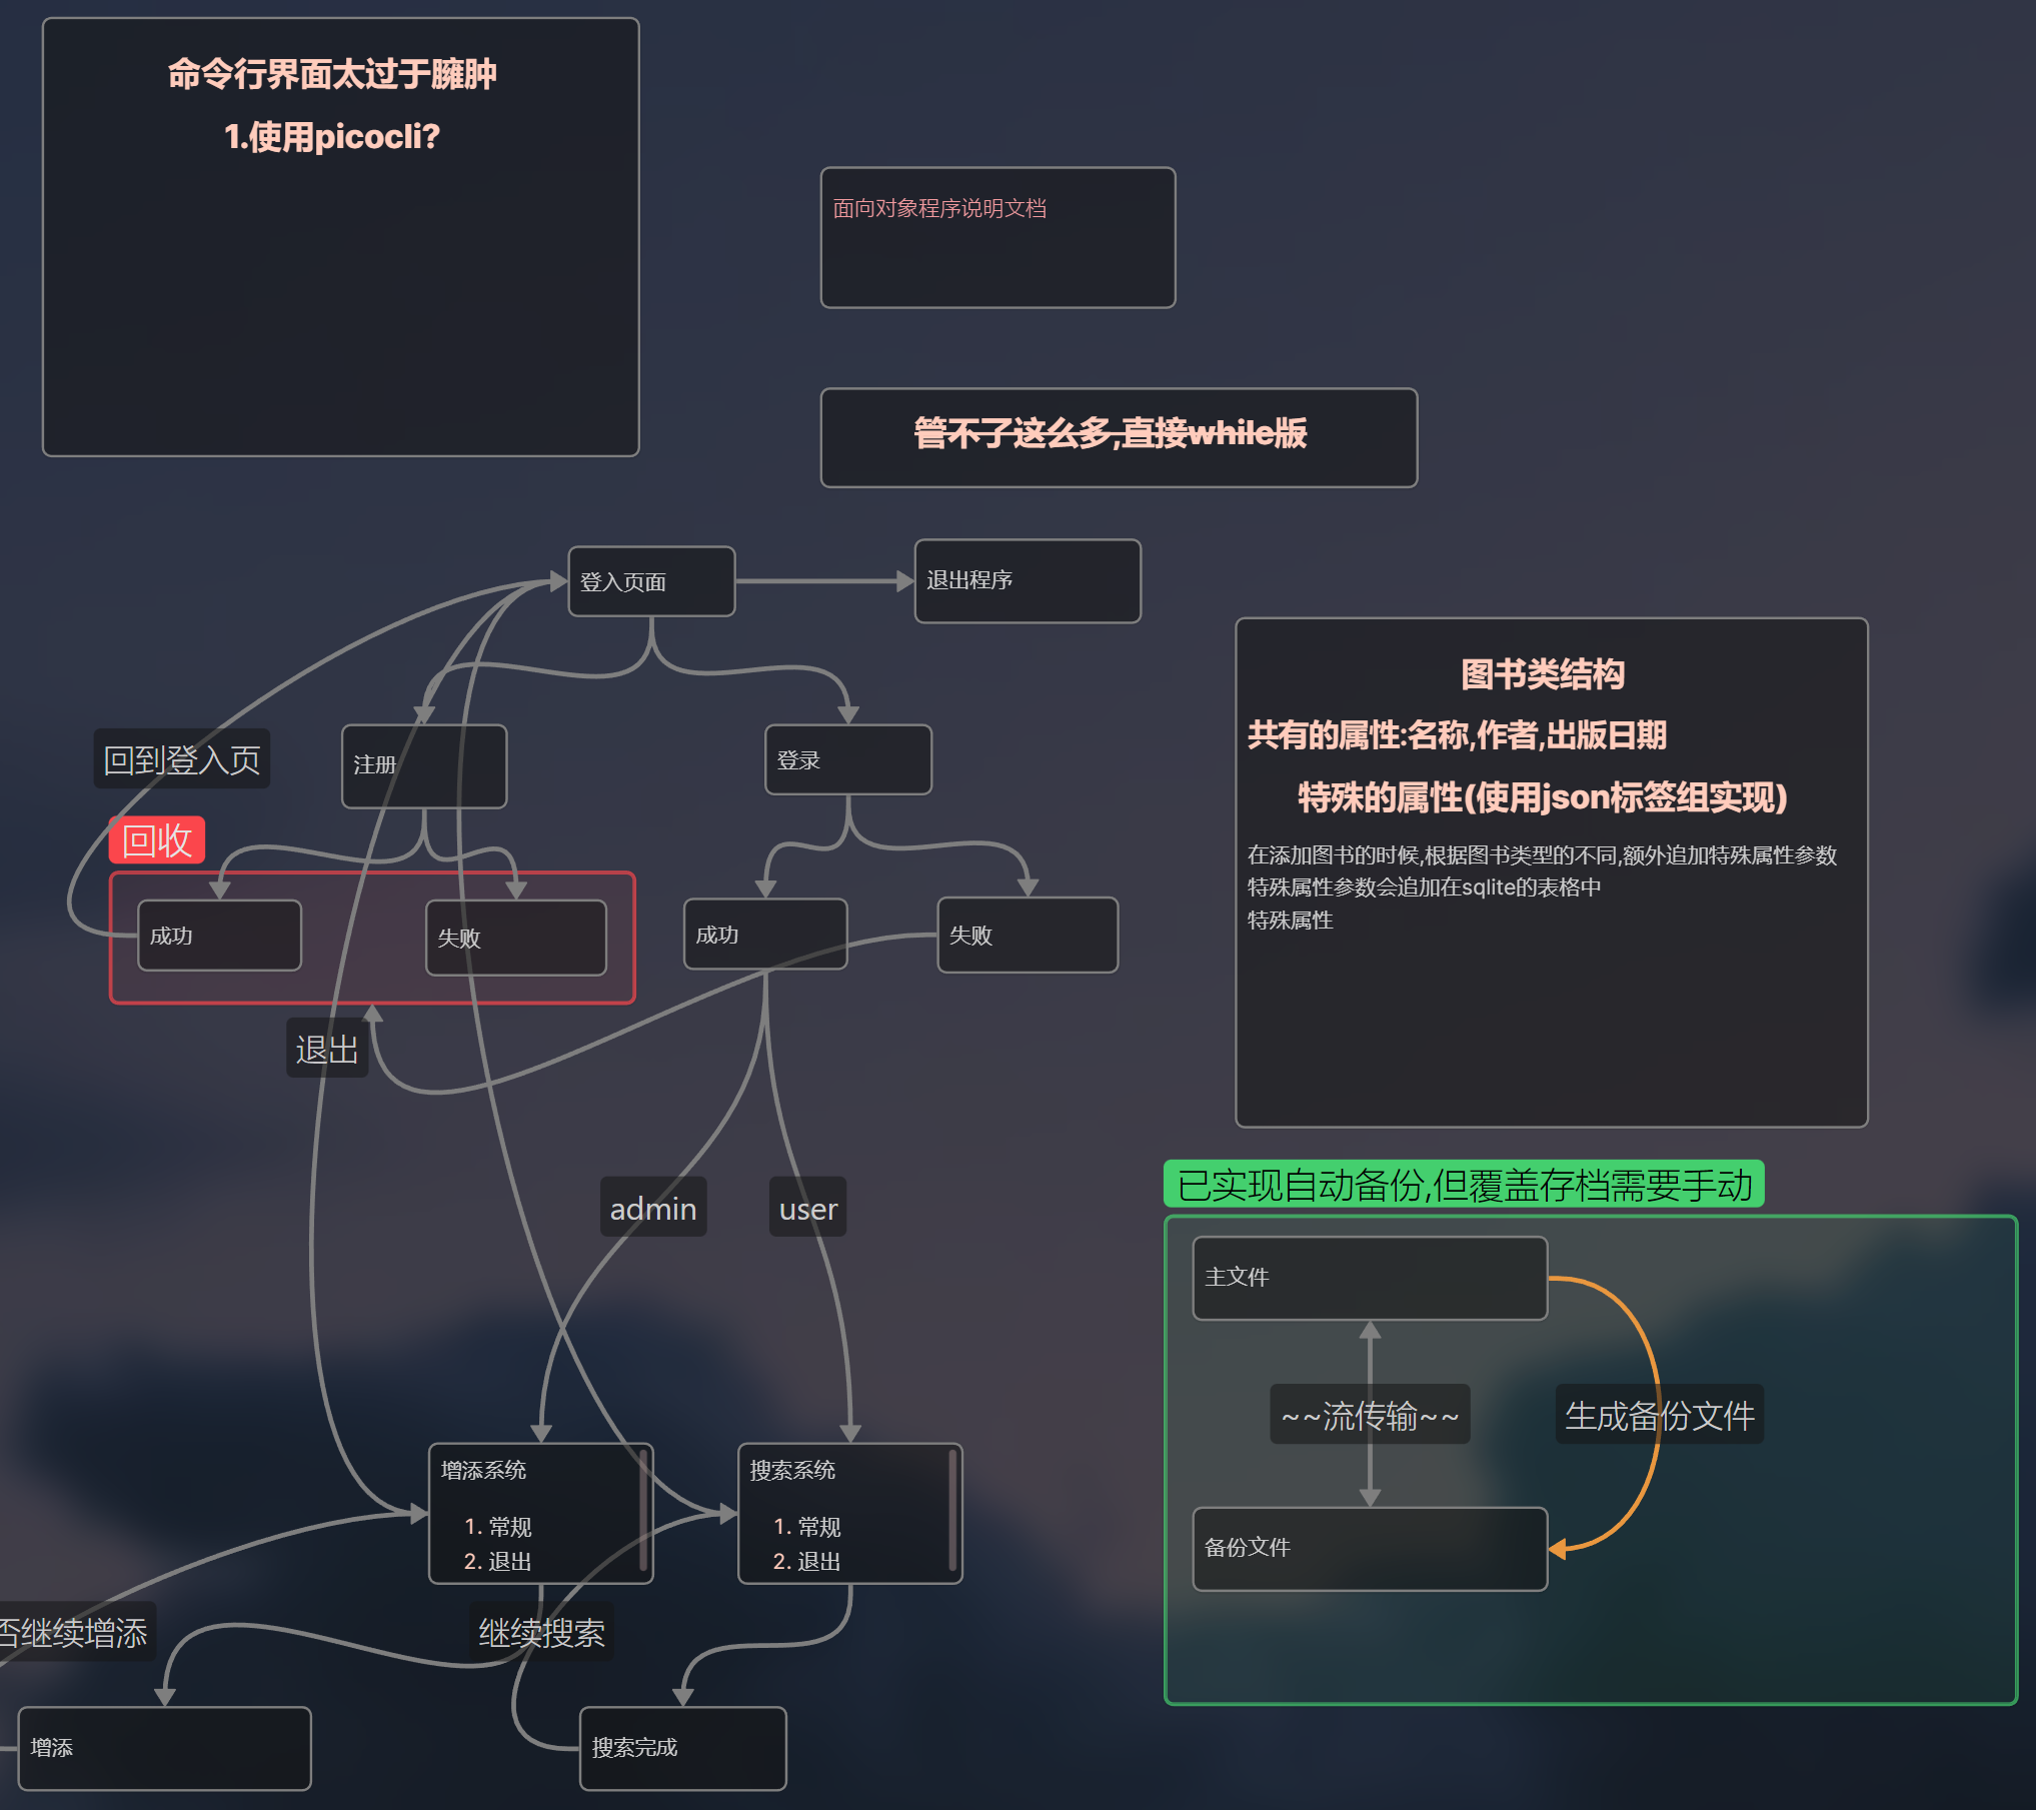 命令行界面太过于臃肿
1.使用picocli?
面向对象程序说明文档
管不了这么多,直接while版
登入页面
退出程序
图书类结构
共有的属性:名称,作者,出版日期
特殊的属性(使用json标签组实现)
在添加图书的时候,根据图书类型的不同,额外追加特殊属性参数
特殊属性参数会追加在sqlite的表格中
特殊属性
回到登入页
注册
登录
回收
成功
失败
成功
失败
退出
admin
user
已实现自动备份,但覆盖存档需要手动
主文件
~~流传输~~
生成备份文件
备份文件
增添系统
1. 常规
2. 退出
搜索系统
1. 常规
2. 退出
否继续增添
继续搜索
增添
搜索完成